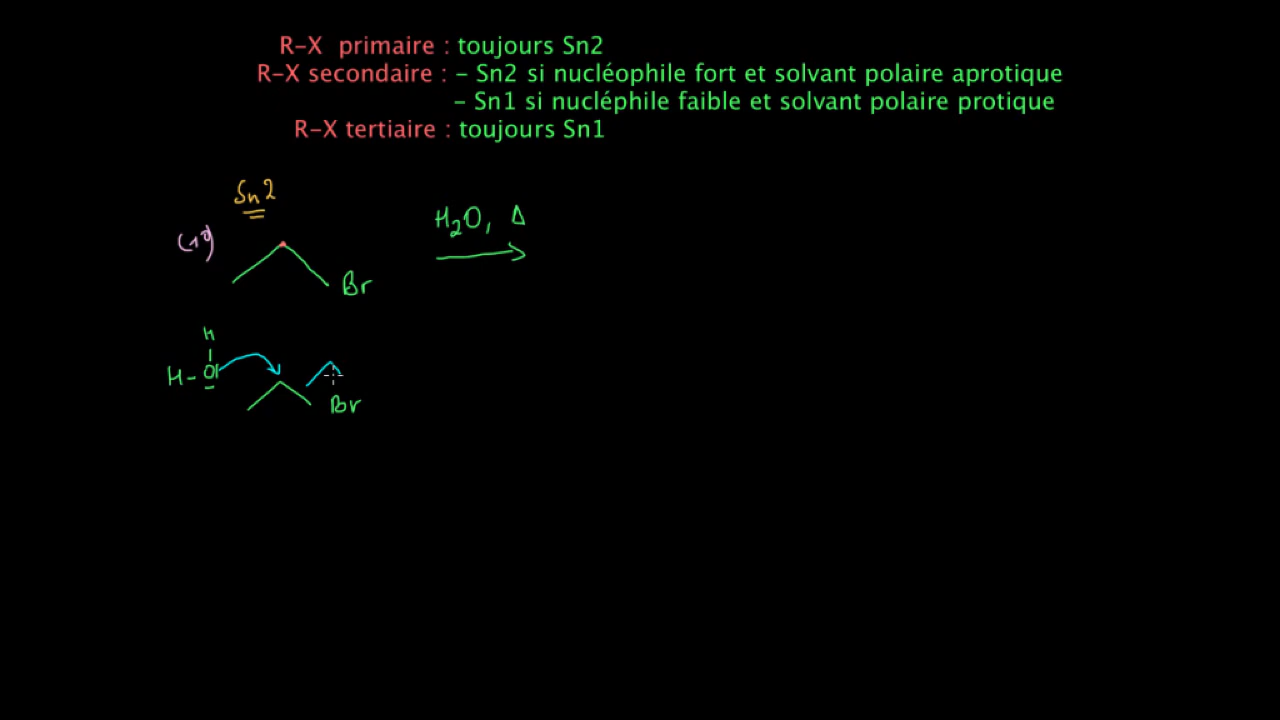 R-X primaire : toujours Sn2
R-X secondaire : - Sn2 si nucléophile fort et solvant polaire aprotique
- Sn1 si nucléphile faible et solvant polaire protique
R-X tertiaire : toujours Sn1
Sn2
H₂O, Δ
(1°)
Br
H
H-O
Br